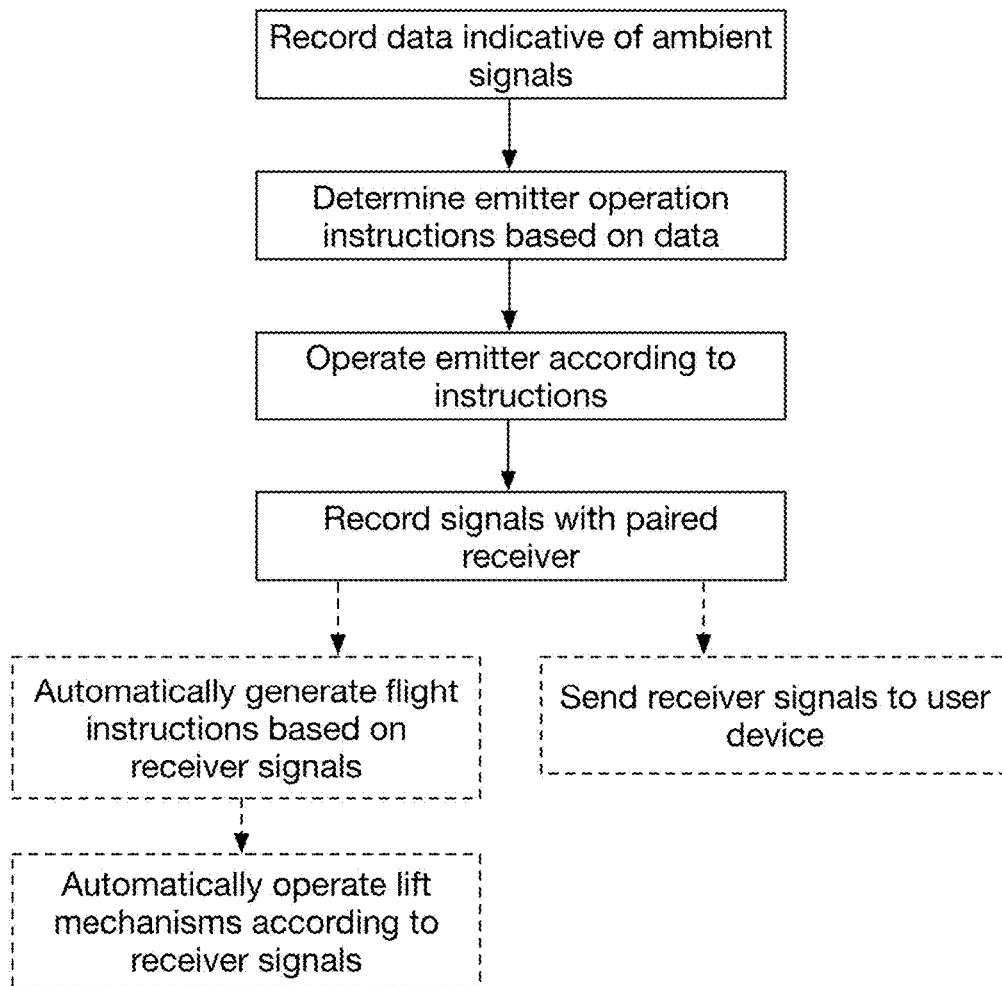 Record data indicative of ambient
signals
Determine emitter operation
instructions based on data
Operate emitter according to
instructions
Record signals with paired
receiver
Automatically generate flight
instructions based on
receiver signals
Send receiver signals to user
device
Automatically operate lift
mechanisms according to
receiver signals